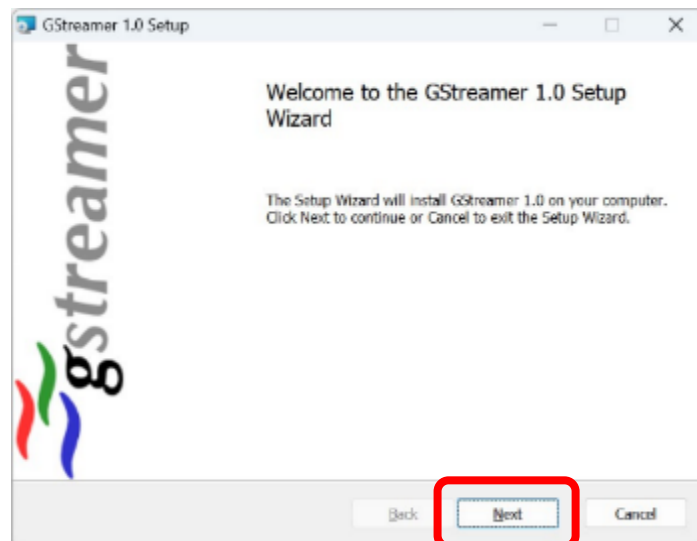 GStreamer 1.0 Setup
gstreamer
Welcome to the GStreamer 1.0 Setup
Wizard
The Setup Wizard will install GStreamer 1.0 on your computer.
Click Next to continue or Cancel to exit the Setup Wizard.
Back
Next
Cancel